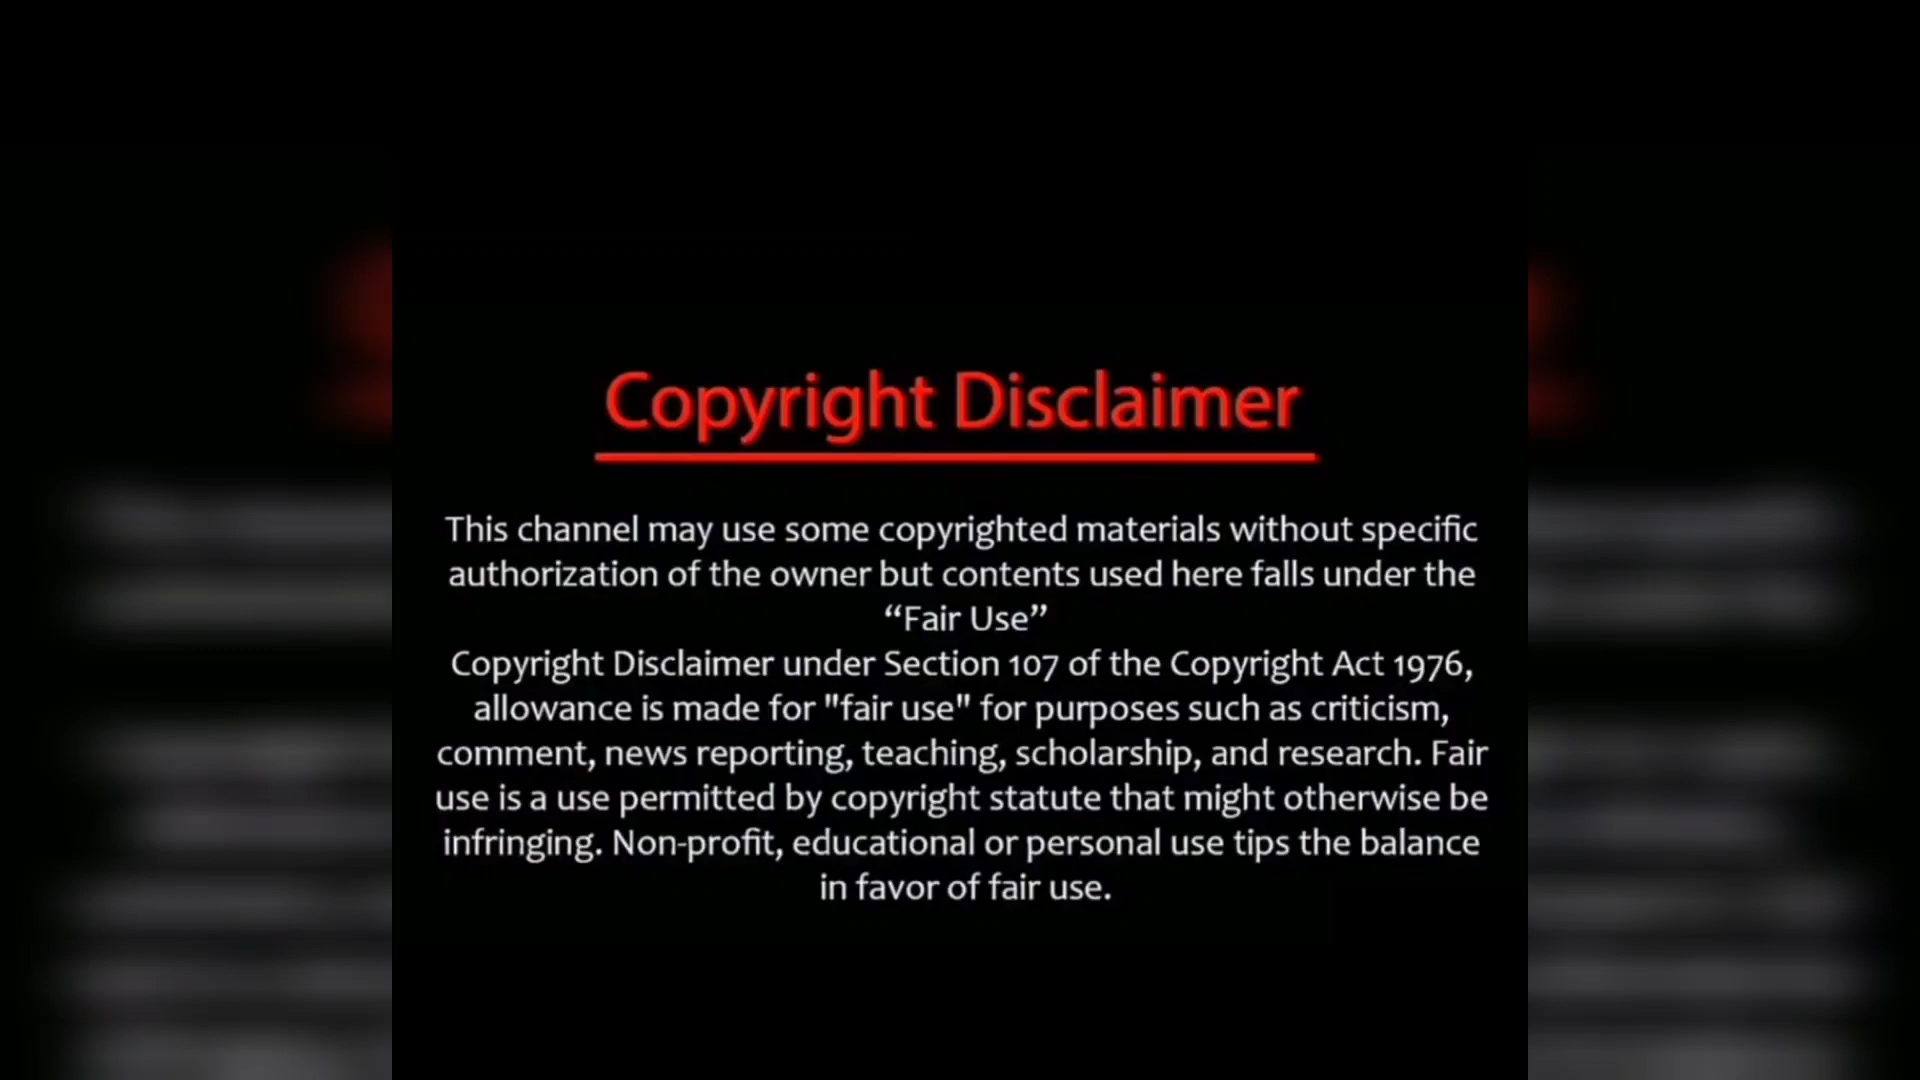 Copyright Disclaimer
This channel may use some copyrighted materials without specific
authorization of the owner but contents used here falls under the
“Fair Use”
Copyright Disclaimer under Section 107 of the Copyright Act 1976,
allowance is made for "fair use" for purposes such as criticism,
comment, news reporting, teaching, scholarship, and research. Fair
use is a use permitted by copyright statute that might otherwise be
infringing. Non-profit, educational or personal use tips the balance
in favor of fair use.